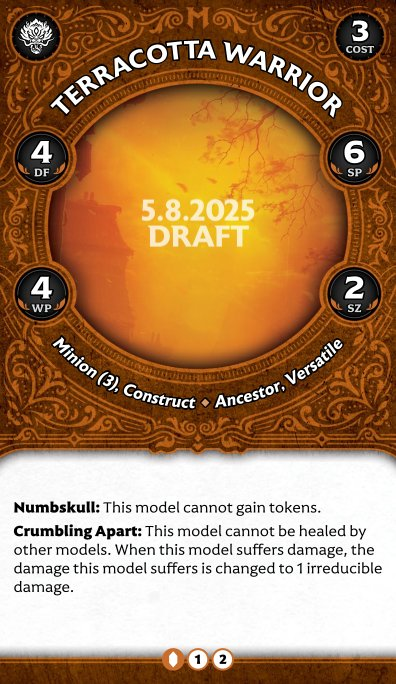 3
COST
TERRACOTTA WARRIOR
4
DF
6
SP
5.8.2025
DRAFT
4
WP
2
SZ
Minion (3), Construct ◆ Ancestor, Versatile
Numbskull: This model cannot gain tokens.
Crumbling Apart: This model cannot be healed by
other models. When this model suffers damage, the
damage this model suffers is changed to 1 irreducible
damage.
1 2